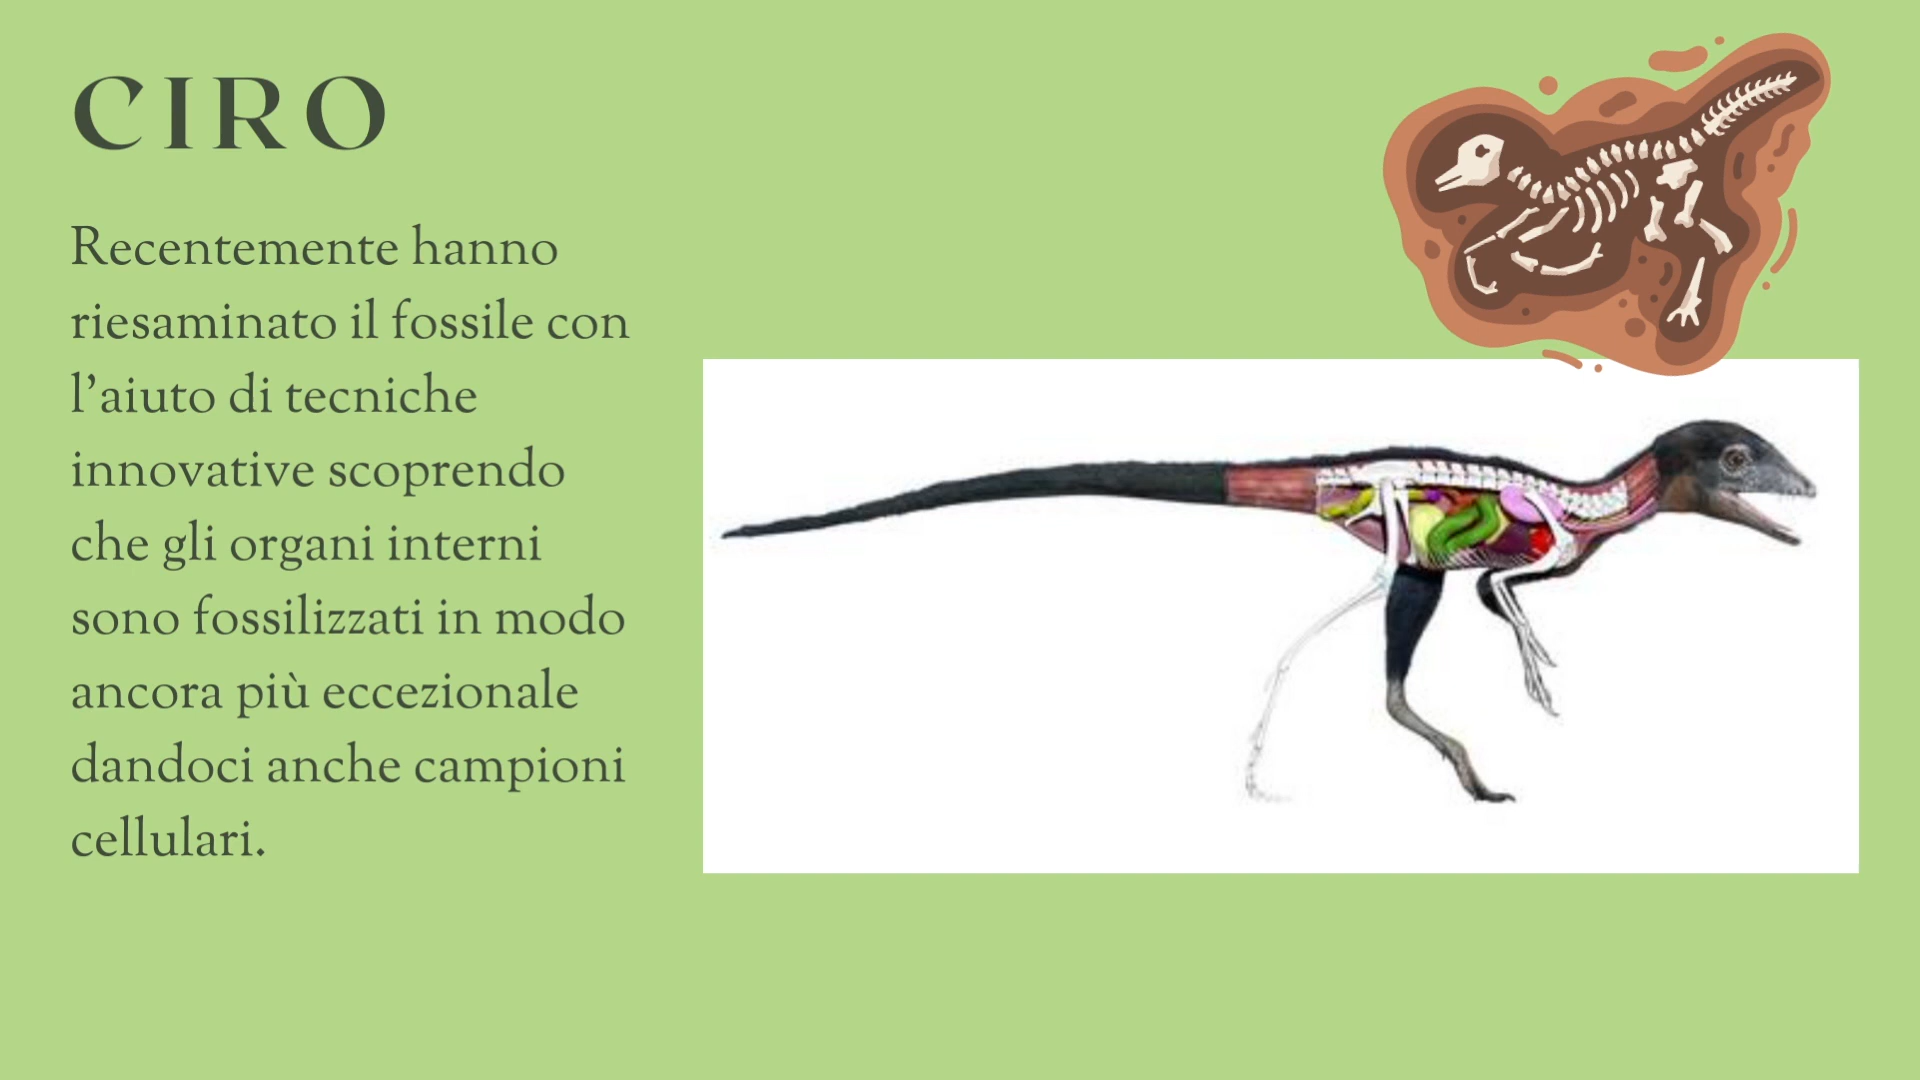 CIRO
Recentemente hanno
riesaminato il fossile con
l’aiuto di tecniche
innovative scoprendo
che gli organi interni
sono fossilizzati in modo
ancora più eccezionale
dandoci anche campioni
cellulari.